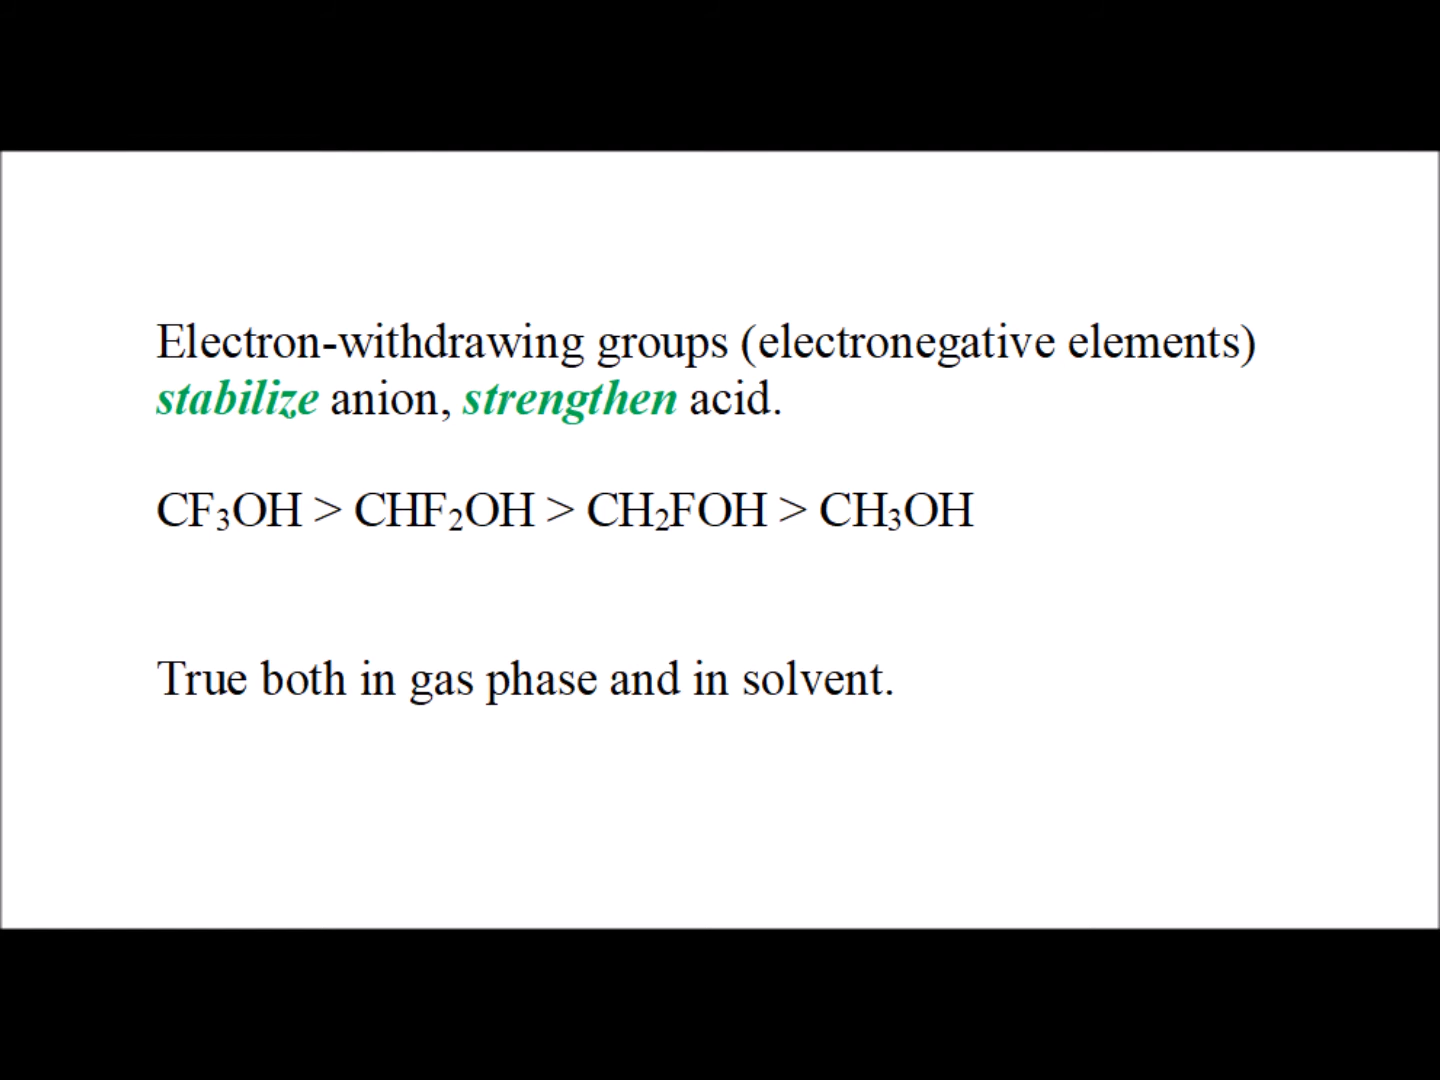 Electron-withdrawing groups (electronegative elements)
stabilize anion, strengthen acid.
CF₃OH > CHF₂OH > CH₂FOH > CH₃OH
True both in gas phase and in solvent.